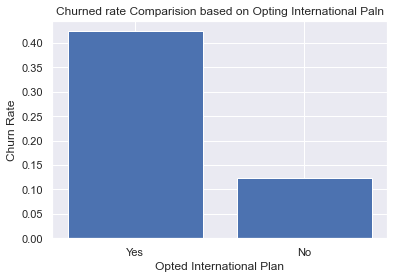 Churned rate Comparision based on Opting International Paln
0.40
0.35
0.30
0.25
0.20
0.15
0.10
0.05
0.00
Churn Rate
Yes No
Opted International Plan